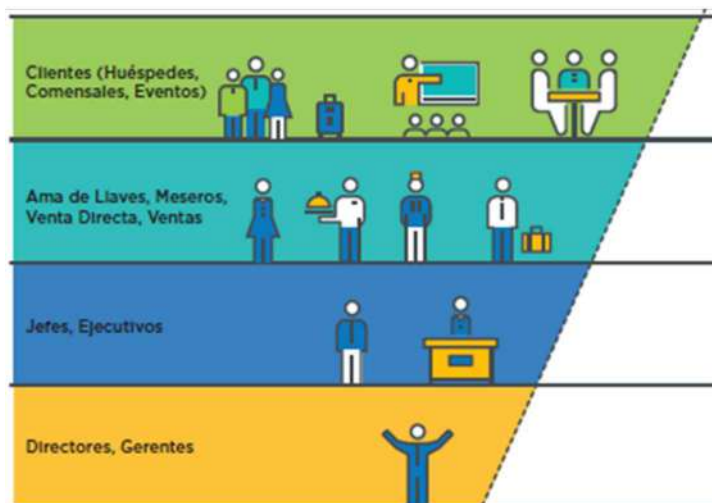 Clientes (Huéspedes,
Comensales, Eventos)
Ama de Llaves, Meseros,
Venta Directa, Ventas
Jefes, Ejecutivos
Directores, Gerentes